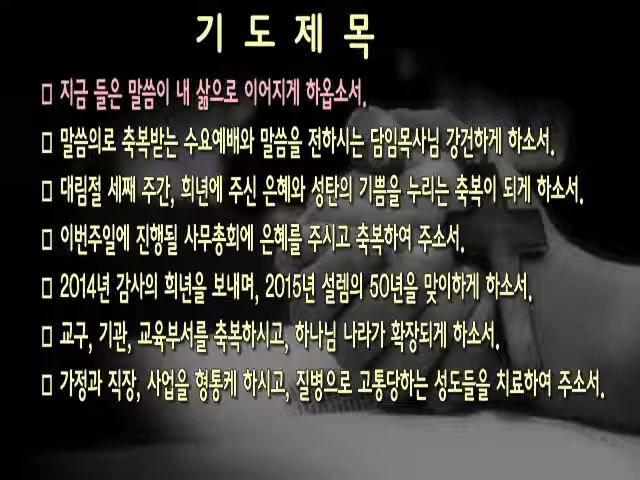 기 도 제 목
지금 들은 말씀이 내 삶으로 이어지게 하옵소서.
말씀의로 축복받는 수요예배와 말씀을 전하시는 담임목사님 강건하게 하소서.
대림절 세째 주간, 희년에 주신 은혜와 성탄의 기쁨을 누리는 축복이 되게 하소서.
이번주일에 진행될 사무총회에 은혜를 주시고 축복하여 주소서.
2014년 감사의 희년을 보내며, 2015년 설렘의 50년을 맞이하게 하소서.
교구, 기관, 교육부서를 축복하시고, 하나님 나라가 확장되게 하소서.
가정과 직장, 사업을 형통케 하시고, 질병으로 고통당하는 성도들을 치료하여 주소서.